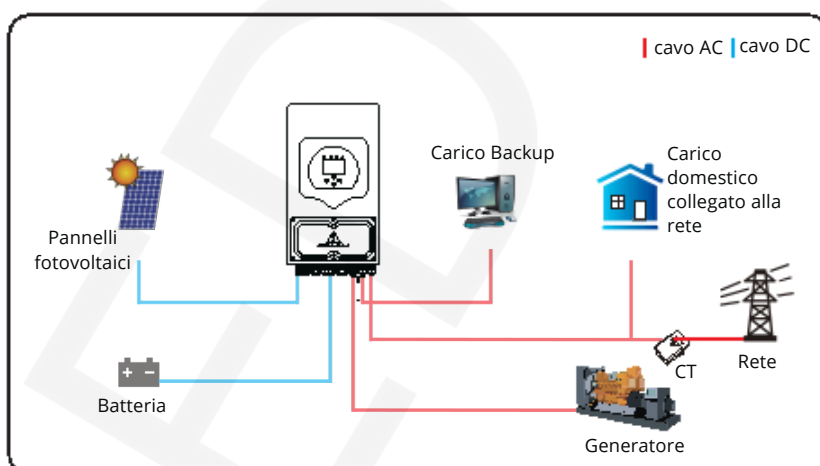 cavo AC
cavo DC
Carico Backup
Carico
domestico
collegato alla
rete
Pannelli
fotovoltaici
Batteria
CT
Rete
Generatore